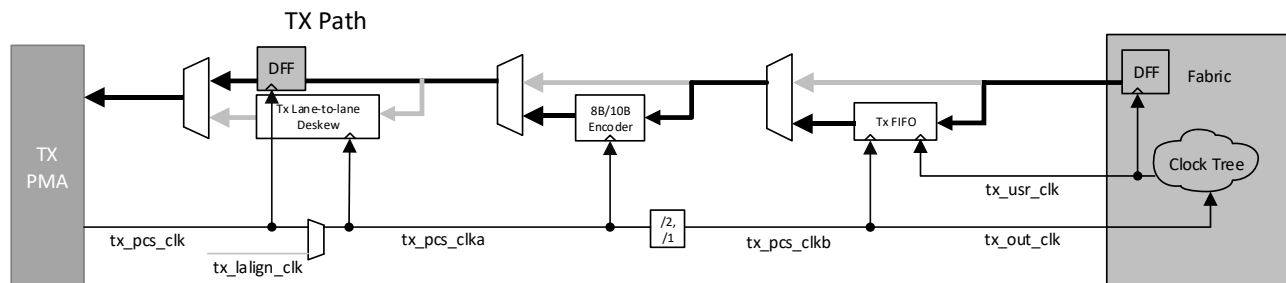 TX Path
DFF
DFF
Fabric
Tx Lane-to-lane
Deskew
8B/10B
Encoder
Tx FIFO
TX
PMA
Clock Tree
tx_usr_clk
/2,
/1
tx_pcs_clk
tx_pcs_clka
tx_pcs_clkb
tx_out_clk
tx_lalign_clk